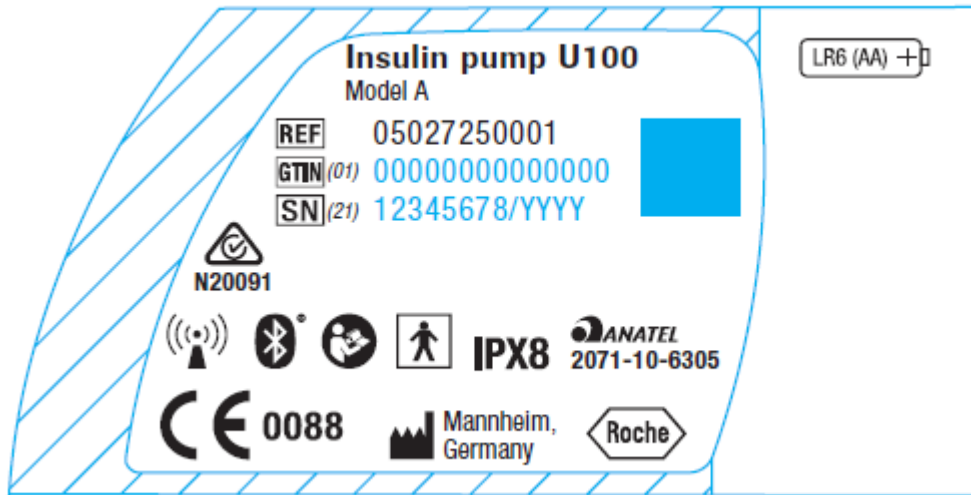 Insulin pump U100
Model A
LR6 (AA) +
REF 05027250001
GTIN (01) 00000000000000
SN (21) 12345678/YYYY
N20091
IPX8
ANATEL
2071-10-6305
CE 0088
Mannheim,
Germany
Roche